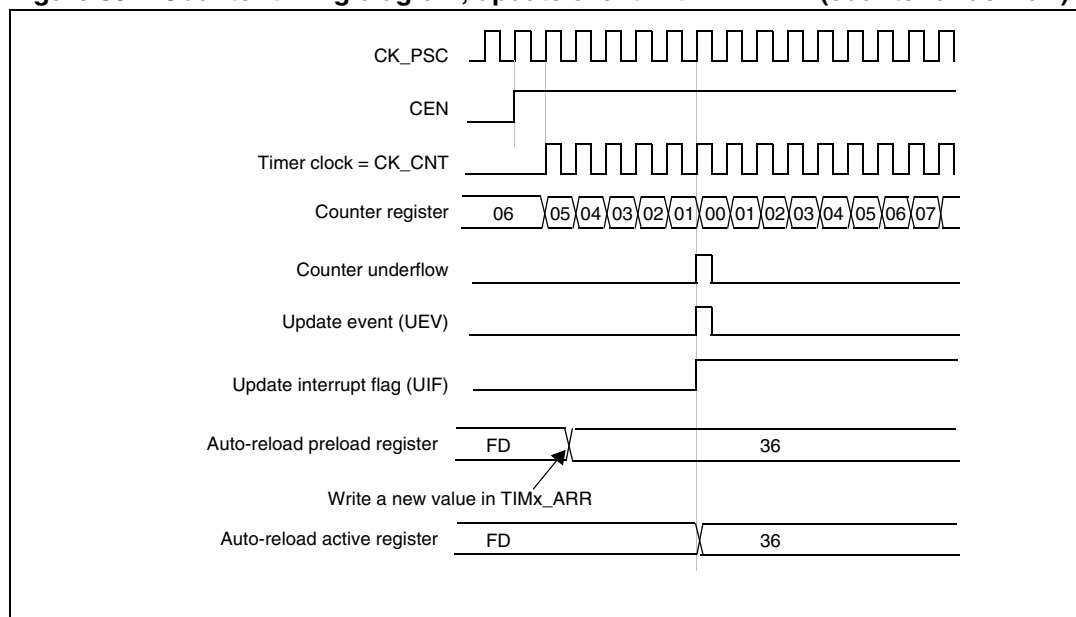 CK_PSC
CEN
Timer clock = CK_CNT
Counter register 06 05 04 03 02 01 00 01 02 03 04 05 06 07
Counter underflow
Update event (UEV)
Update interrupt flag (UIF)
Auto-reload preload register FD 36
Write a new value in TIMx_ARR
Auto-reload active register FD 36